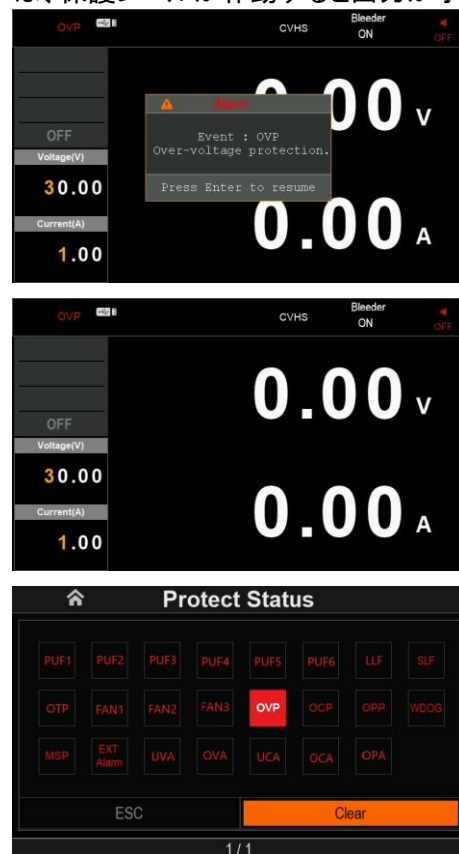 OVP CVHS Bleeder ON OFF
Alarm
Event : OVP
Over-voltage protection.
Press Enter to resume
OFF
Voltage(V)
30.00
Current(A)
1.00
0.00 V
0.00 A
OVP CVHS Bleeder ON OFF
OFF
Voltage(V)
30.00
Current(A)
1.00
0.00 V
0.00 A
Protect Status
PUF1 PUF2 PUF3 PUF4 PUF5 PUF6 LLF SLF
OTP FAN1 FAN2 FAN3 OVP OCP OPP WDOG
MSP EXT Alarm UVA OVA UCA OCA OPA
ESC Clear
1/1